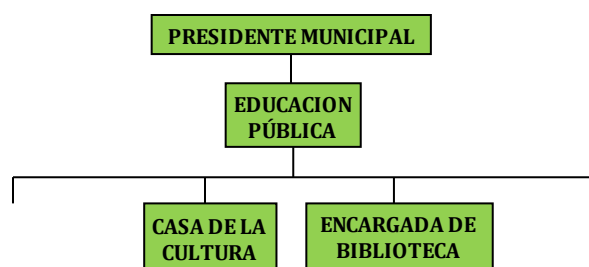 PRESIDENTE MUNICIPAL
EDUCACION
PÚBLICA
CASA DE LA
CULTURA
ENCARGADA DE
BIBLIOTECA